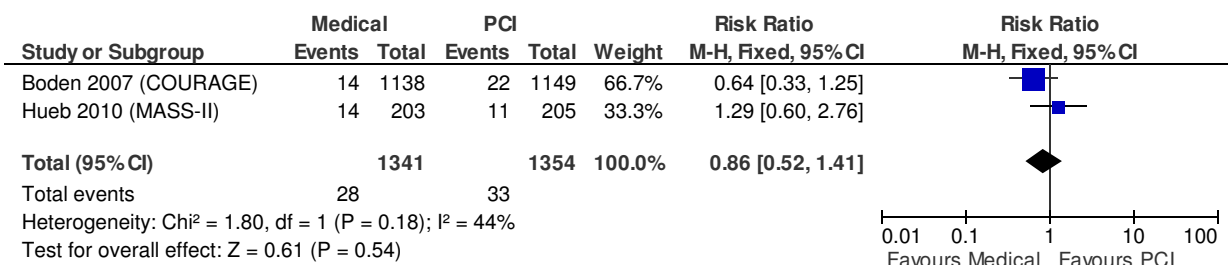 Medical PCI Risk Ratio Risk Ratio
Study or Subgroup Events Total Events Total Weight M-H, Fixed, 95% CI M-H, Fixed, 95% CI
Boden 2007 (COURAGE) 14 1138 22 1149 66.7% 0.64 [0.33, 1.25]
Hueb 2010 (MASS-II) 14 203 11 205 33.3% 1.29 [0.60, 2.76]
Total (95% CI) 1341 1354 100.0% 0.86 [0.52, 1.41]
Total events 28 33
Heterogeneity: Chi² = 1.80, df = 1 (P = 0.18); I² = 44%
Test for overall effect: Z = 0.61 (P = 0.54)
0.01 0.1 1 10 100
Favours Medical Favours PCI